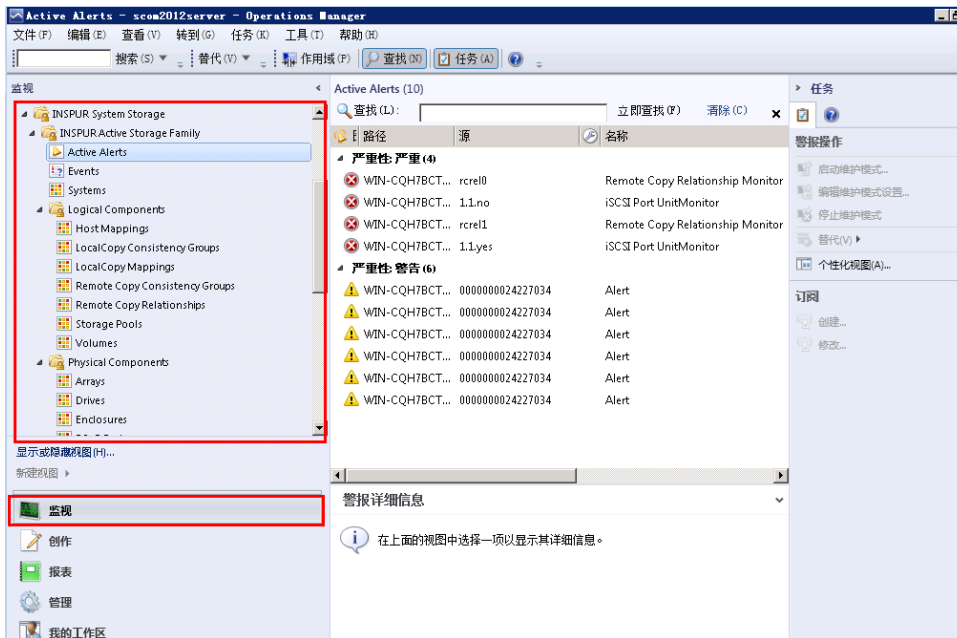 Active Alerts - scom2012server - Operations Manager
文件(F) 编辑(E) 查看(V) 转到(G) 任务(K) 工具(T) 帮助(H)
搜索(S) 替代(V) 作用域(P) 查找(N) 任务(A)
监视
INSPUR System Storage
INSPUR Active Storage Family
Active Alerts
Events
Systems
Logical Components
Host Mappings
LocalCopy Consistency Groups
LocalCopy Mappings
Remote Copy Consistency Groups
Remote Copy Relationships
Storage Pools
Volumes
Physical Components
Arrays
Drives
Enclosures
显示或隐藏视图(H)...
新建视图
监视
创作
报表
管理
我的工作区
Active Alerts (10)
查找(L): 立即查找(F) 清除(C)
路径 源 名称
严重性: 严重 (4)
WIN-CQH7BCT... rcrel0 Remote Copy Relationship Monitor
WIN-CQH7BCT... 1.1.no iSCSI Port UnitMonitor
WIN-CQH7BCT... rcrel1 Remote Copy Relationship Monitor
WIN-CQH7BCT... 1.1.yes iSCSI Port UnitMonitor
严重性: 警告 (6)
WIN-CQH7BCT... 0000000024227034 Alert
WIN-CQH7BCT... 0000000024227034 Alert
WIN-CQH7BCT... 0000000024227034 Alert
WIN-CQH7BCT... 0000000024227034 Alert
WIN-CQH7BCT... 0000000024227034 Alert
WIN-CQH7BCT... 0000000024227034 Alert
警报详细信息
在上面的视图中选择一项以显示其详细信息。
任务
警报操作
启动维护模式...
编辑维护模式设置...
停止维护模式
替代(V)
个性化视图(A)...
订阅
创建...
修改...